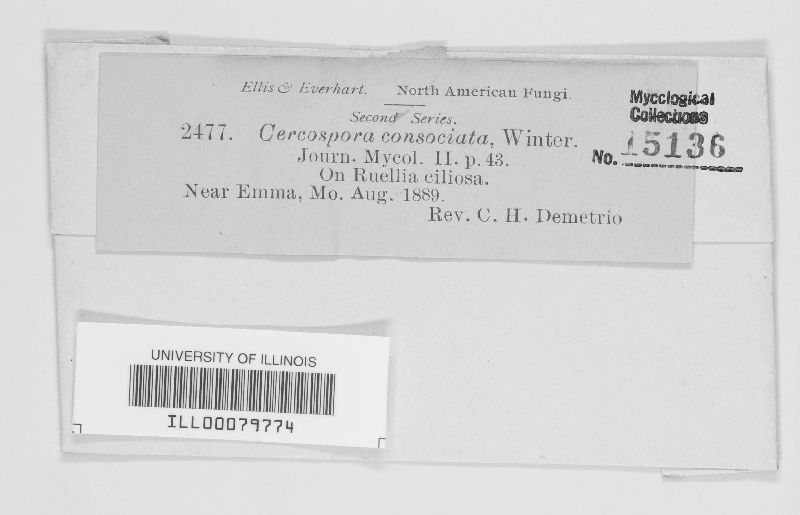 Ellis & Everhart. North American Fungi.
Second Series.
2477. Cercospora consociata, Winter.
Journ. Mycol. II. p. 43.
On Ruellia ciliosa.
Near Emma, Mo. Aug. 1889.
Rev. C. H. Demetrio
Mycological
Collections
No. 15136
UNIVERSITY OF ILLINOIS
ILL00079774